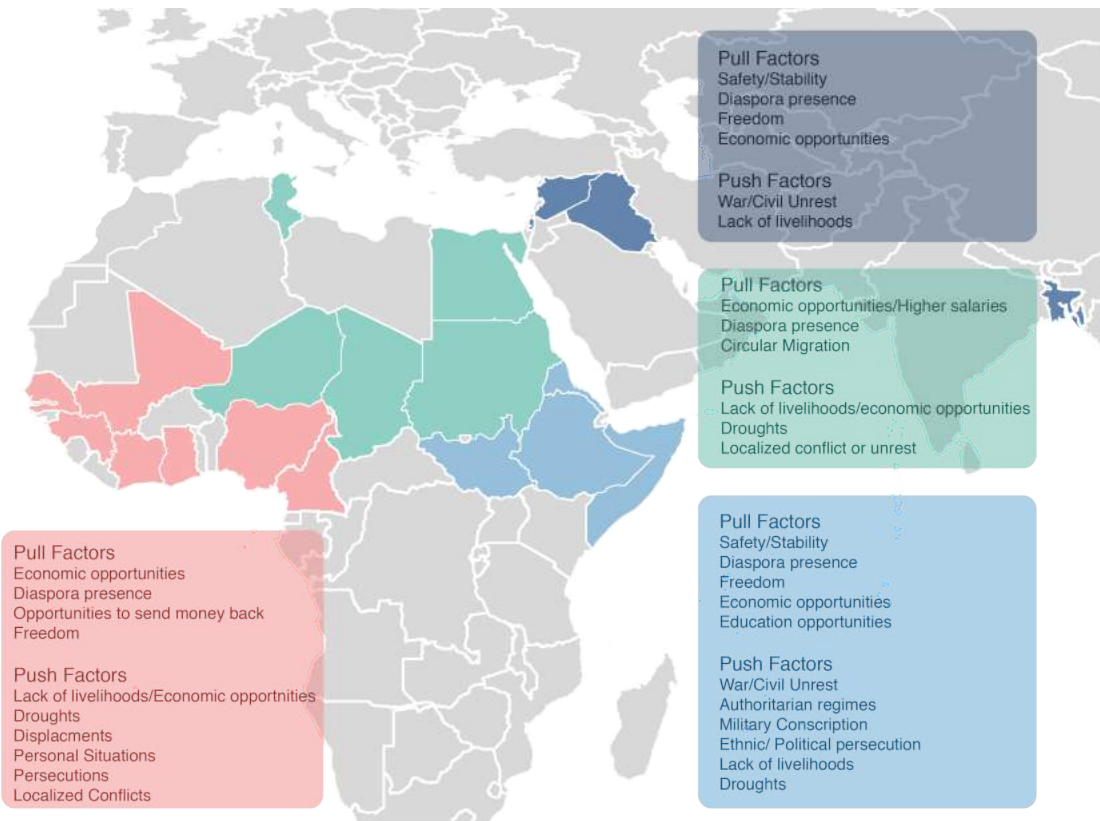 Pull Factors
Safety/Stability
Diaspora presence
Freedom
Economic opportunities
Push Factors
War/Civil Unrest
Lack of livelihoods
Pull Factors
Economic opportunities/Higher salaries
Diaspora presence
Circular Migration
Push Factors
Lack of livelihoods/economic opportunities
Droughts
Localized conflict or unrest
Pull Factors
Safety/Stability
Diaspora presence
Freedom
Economic opportunities
Education opportunities
Push Factors
War/Civil Unrest
Authoritarian regimes
Military Conscription
Ethnic/ Political persecution
Lack of livelihoods
Droughts
Pull Factors
Economic opportunities
Diaspora presence
Opportunities to send money back
Freedom
Push Factors
Lack of livelihoods/Economic opportnities
Droughts
Displacments
Personal Situations
Persecutions
Localized Conflicts